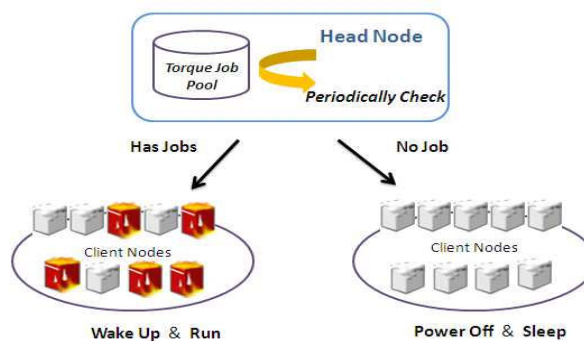 Head Node
Torque Job
Pool
Periodically Check
Has Jobs
No Job
Client Nodes
Client Nodes
Wake Up & Run
Power Off & Sleep